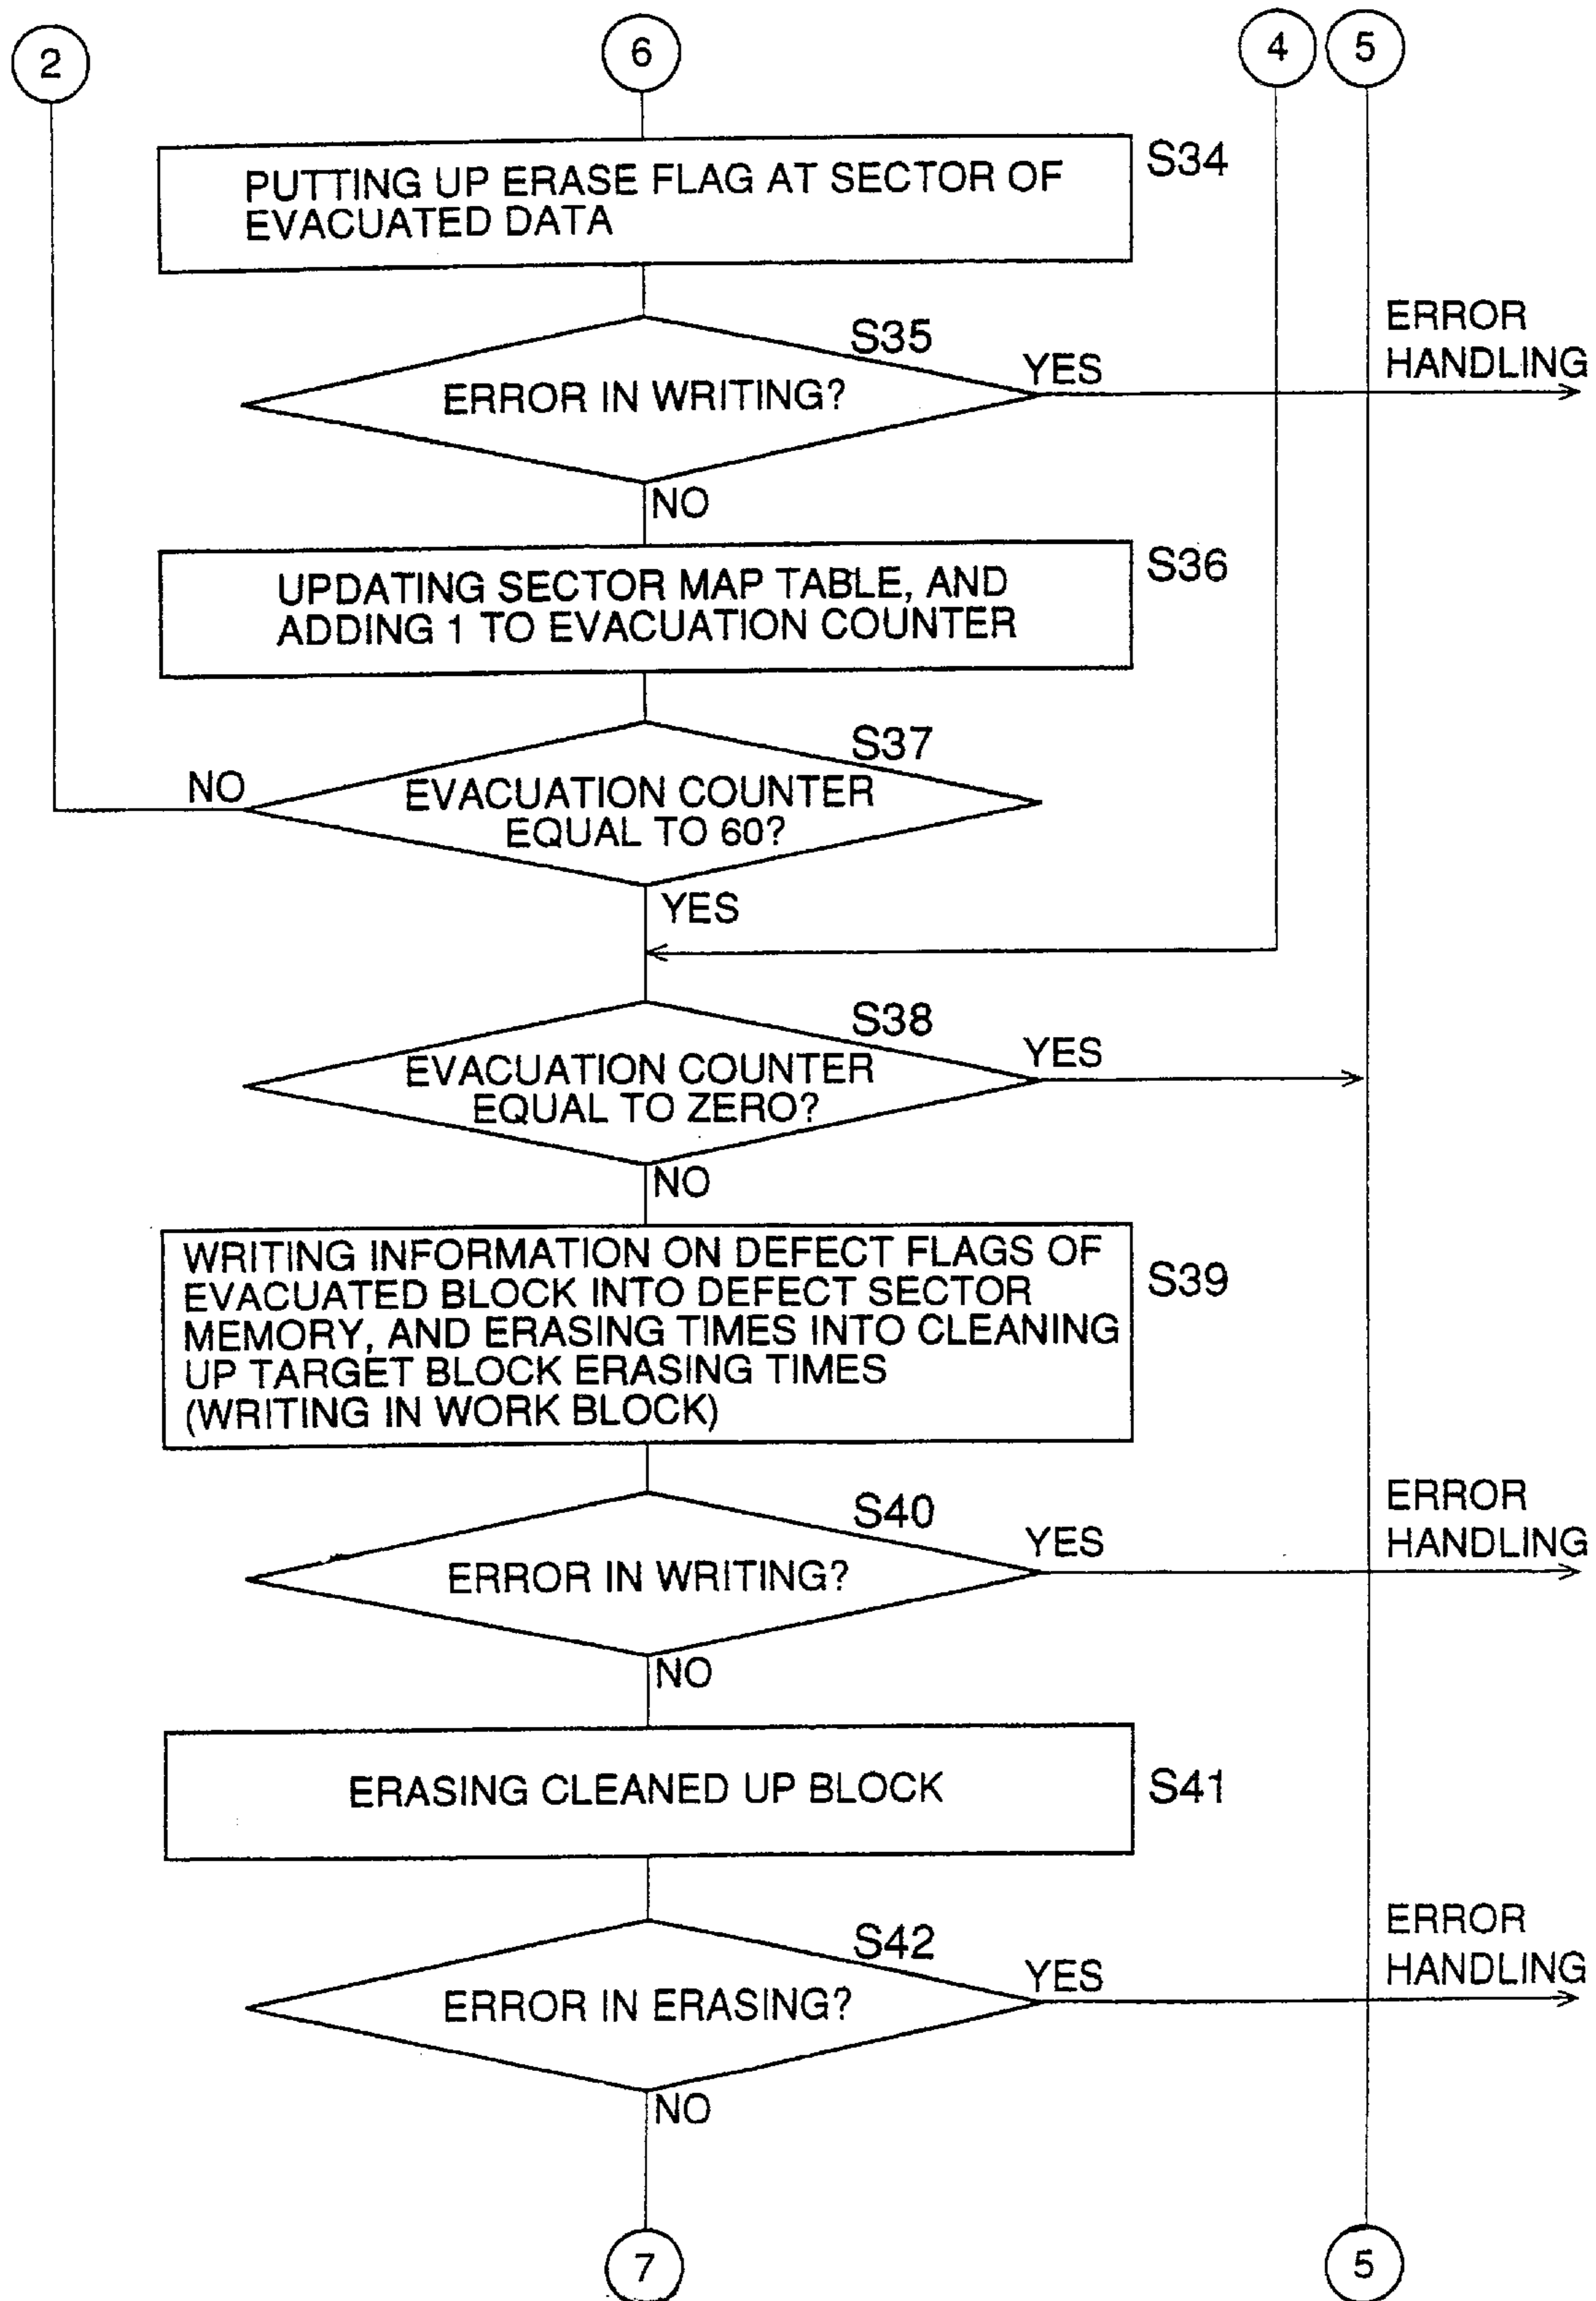 2
6
4
5
PUTTING UP ERASE FLAG AT SECTOR OF
EVACUATED DATA
S34
S35
ERROR IN WRITING?
YES
ERROR
HANDLING
NO
UPDATING SECTOR MAP TABLE, AND
ADDING 1 TO EVACUATION COUNTER
S36
S37
NO
EVACUATION COUNTER
EQUAL TO 60?
YES
S38
EVACUATION COUNTER
EQUAL TO ZERO?
YES
NO
WRITING INFORMATION ON DEFECT FLAGS OF
EVACUATED BLOCK INTO DEFECT SECTOR
MEMORY, AND ERASING TIMES INTO CLEANING
UP TARGET BLOCK ERASING TIMES
(WRITING IN WORK BLOCK)
S39
S40
ERROR IN WRITING?
YES
ERROR
HANDLING
NO
ERASING CLEANED UP BLOCK
S41
S42
ERROR IN ERASING?
YES
ERROR
HANDLING
NO
7
5